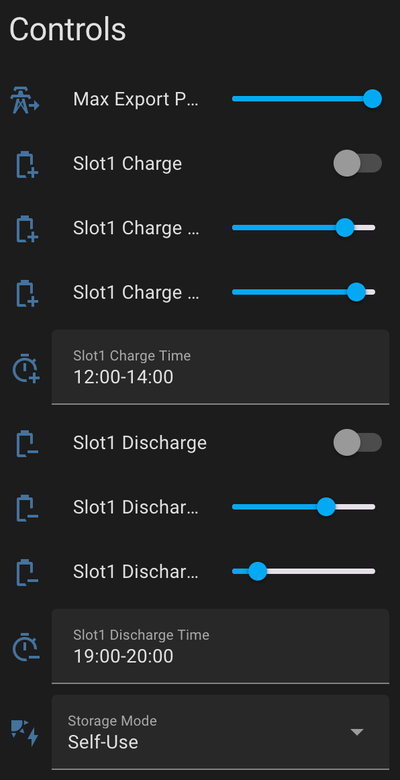 Controls
Max Export P...
Slot1 Charge
Slot1 Charge ...
Slot1 Charge ...
Slot1 Charge Time
12:00-14:00
Slot1 Discharge
Slot1 Dischar...
Slot1 Dischar...
Slot1 Discharge Time
19:00-20:00
Storage Mode
Self-Use